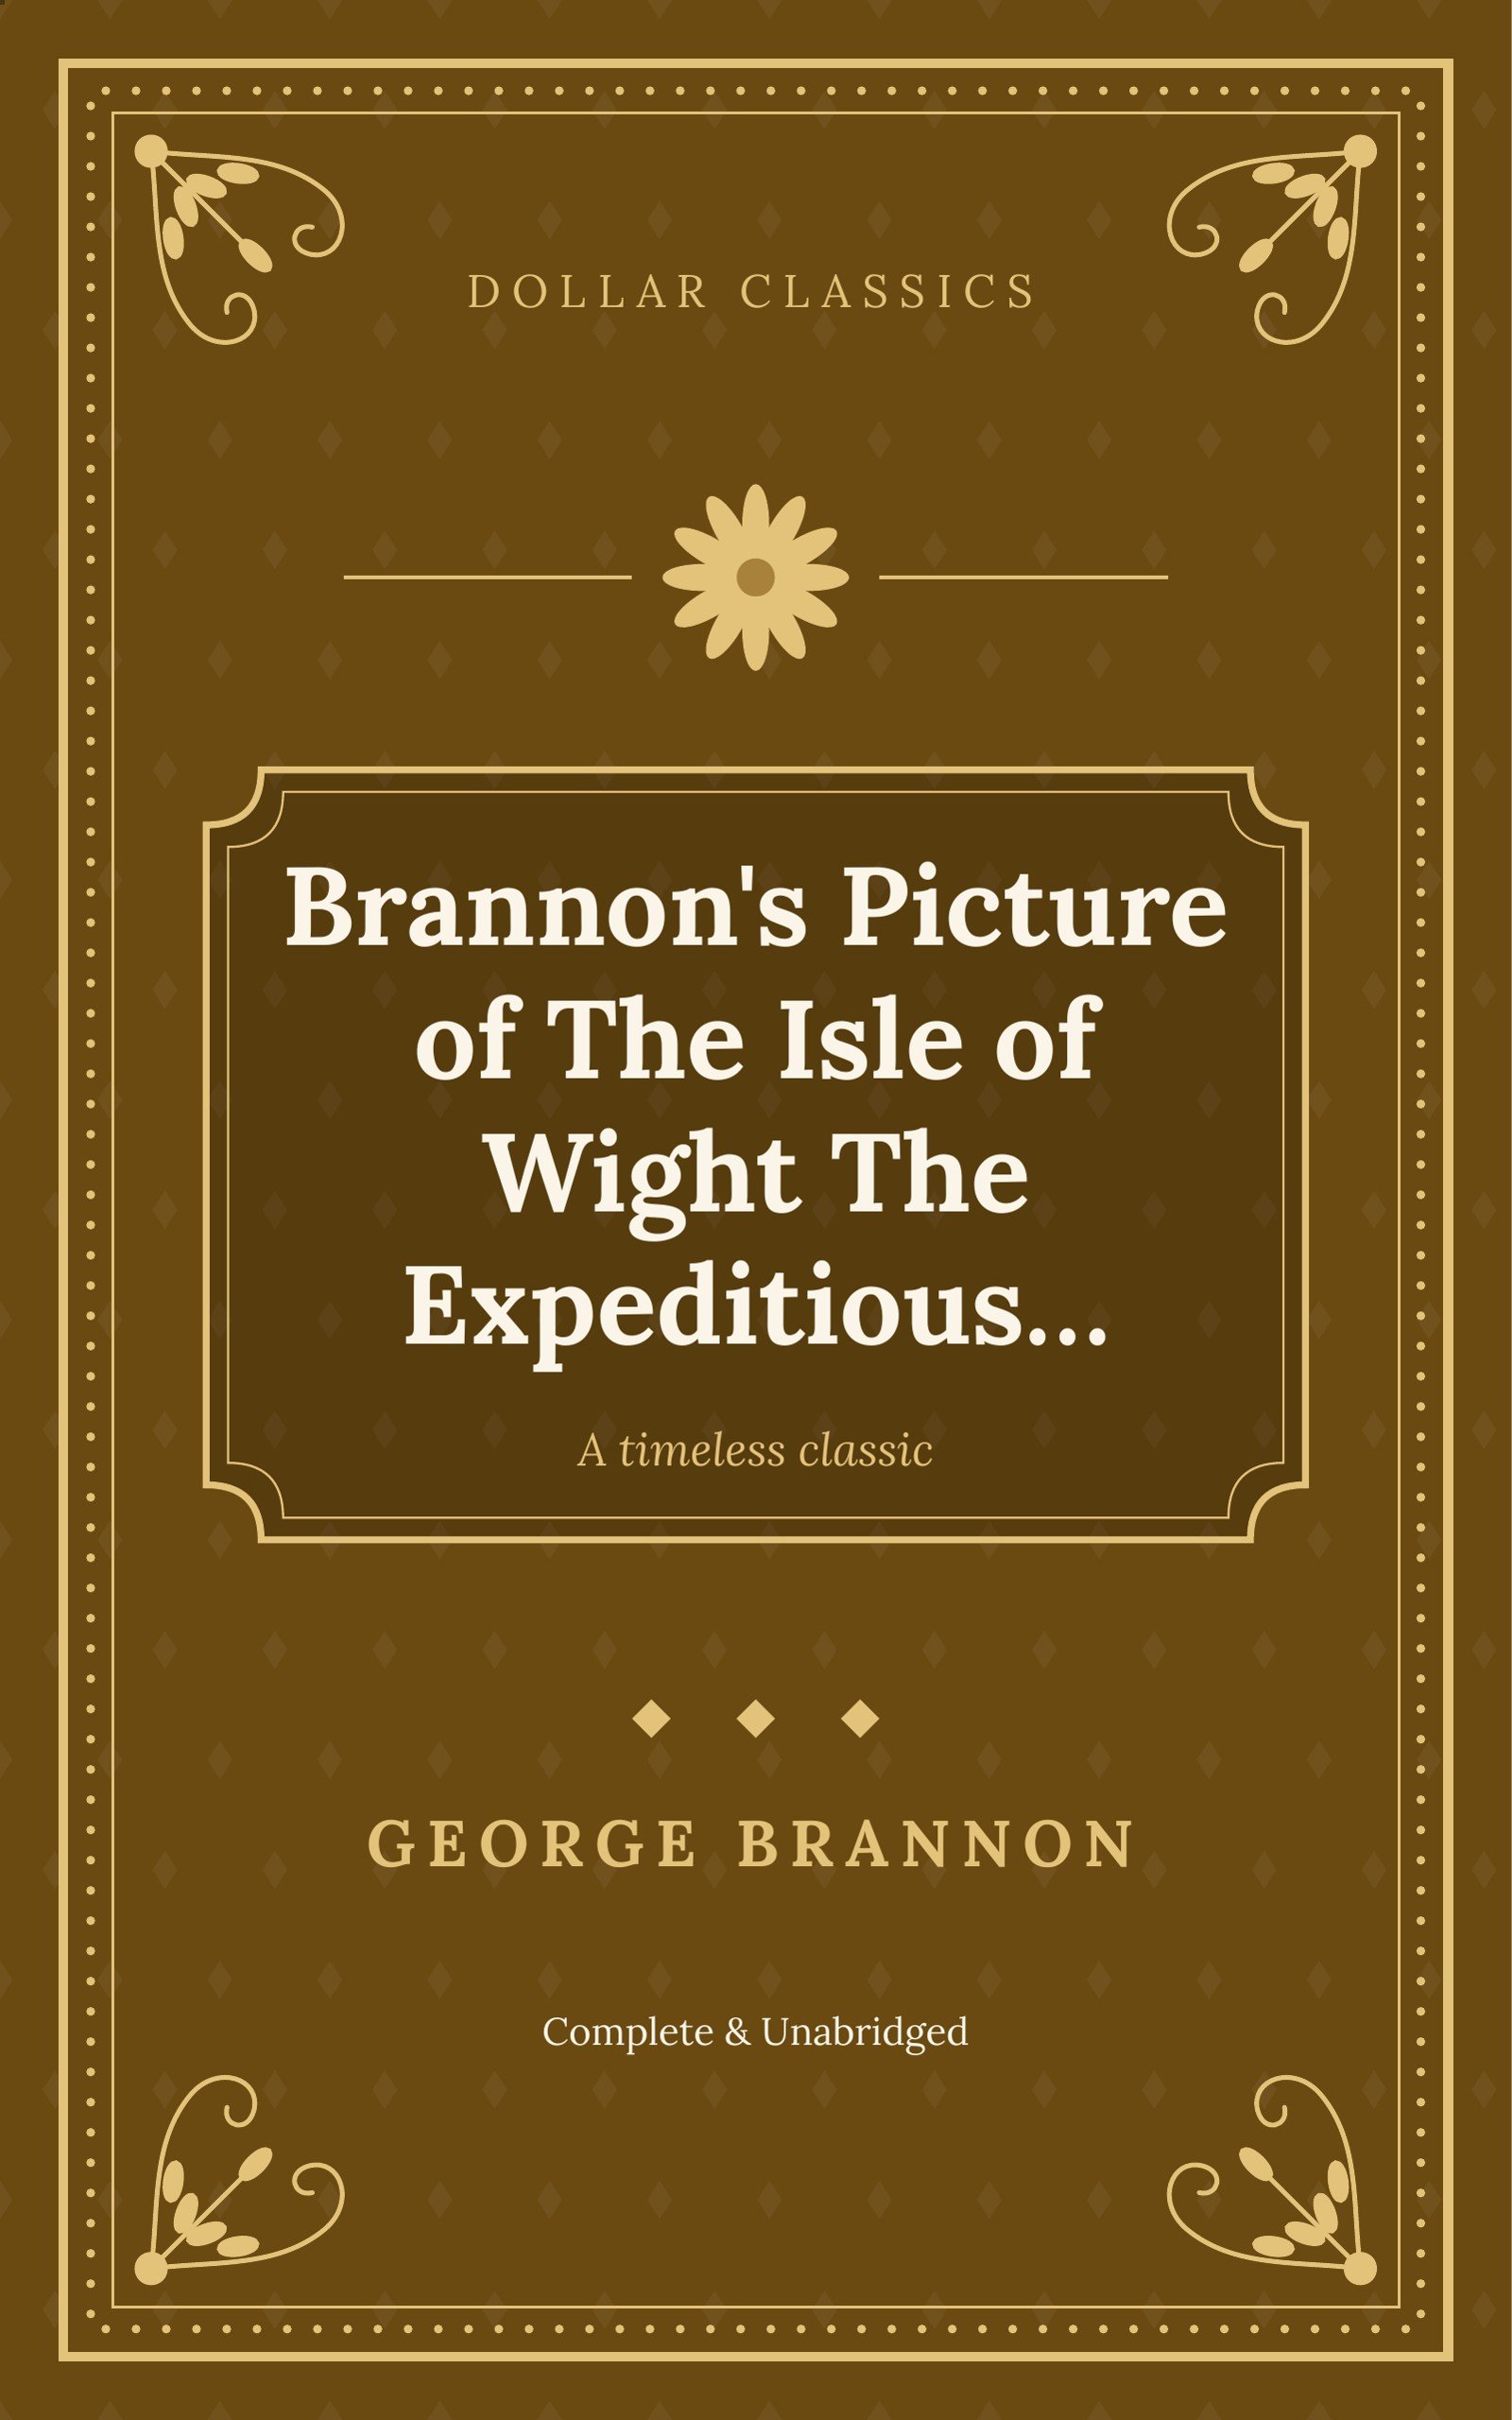 DOLLAR CLASSICS
Brannon's Picture
of The Isle of
Wight The
Expeditious...
A timeless classic
GEORGE BRANNON
Complete & Unabridged